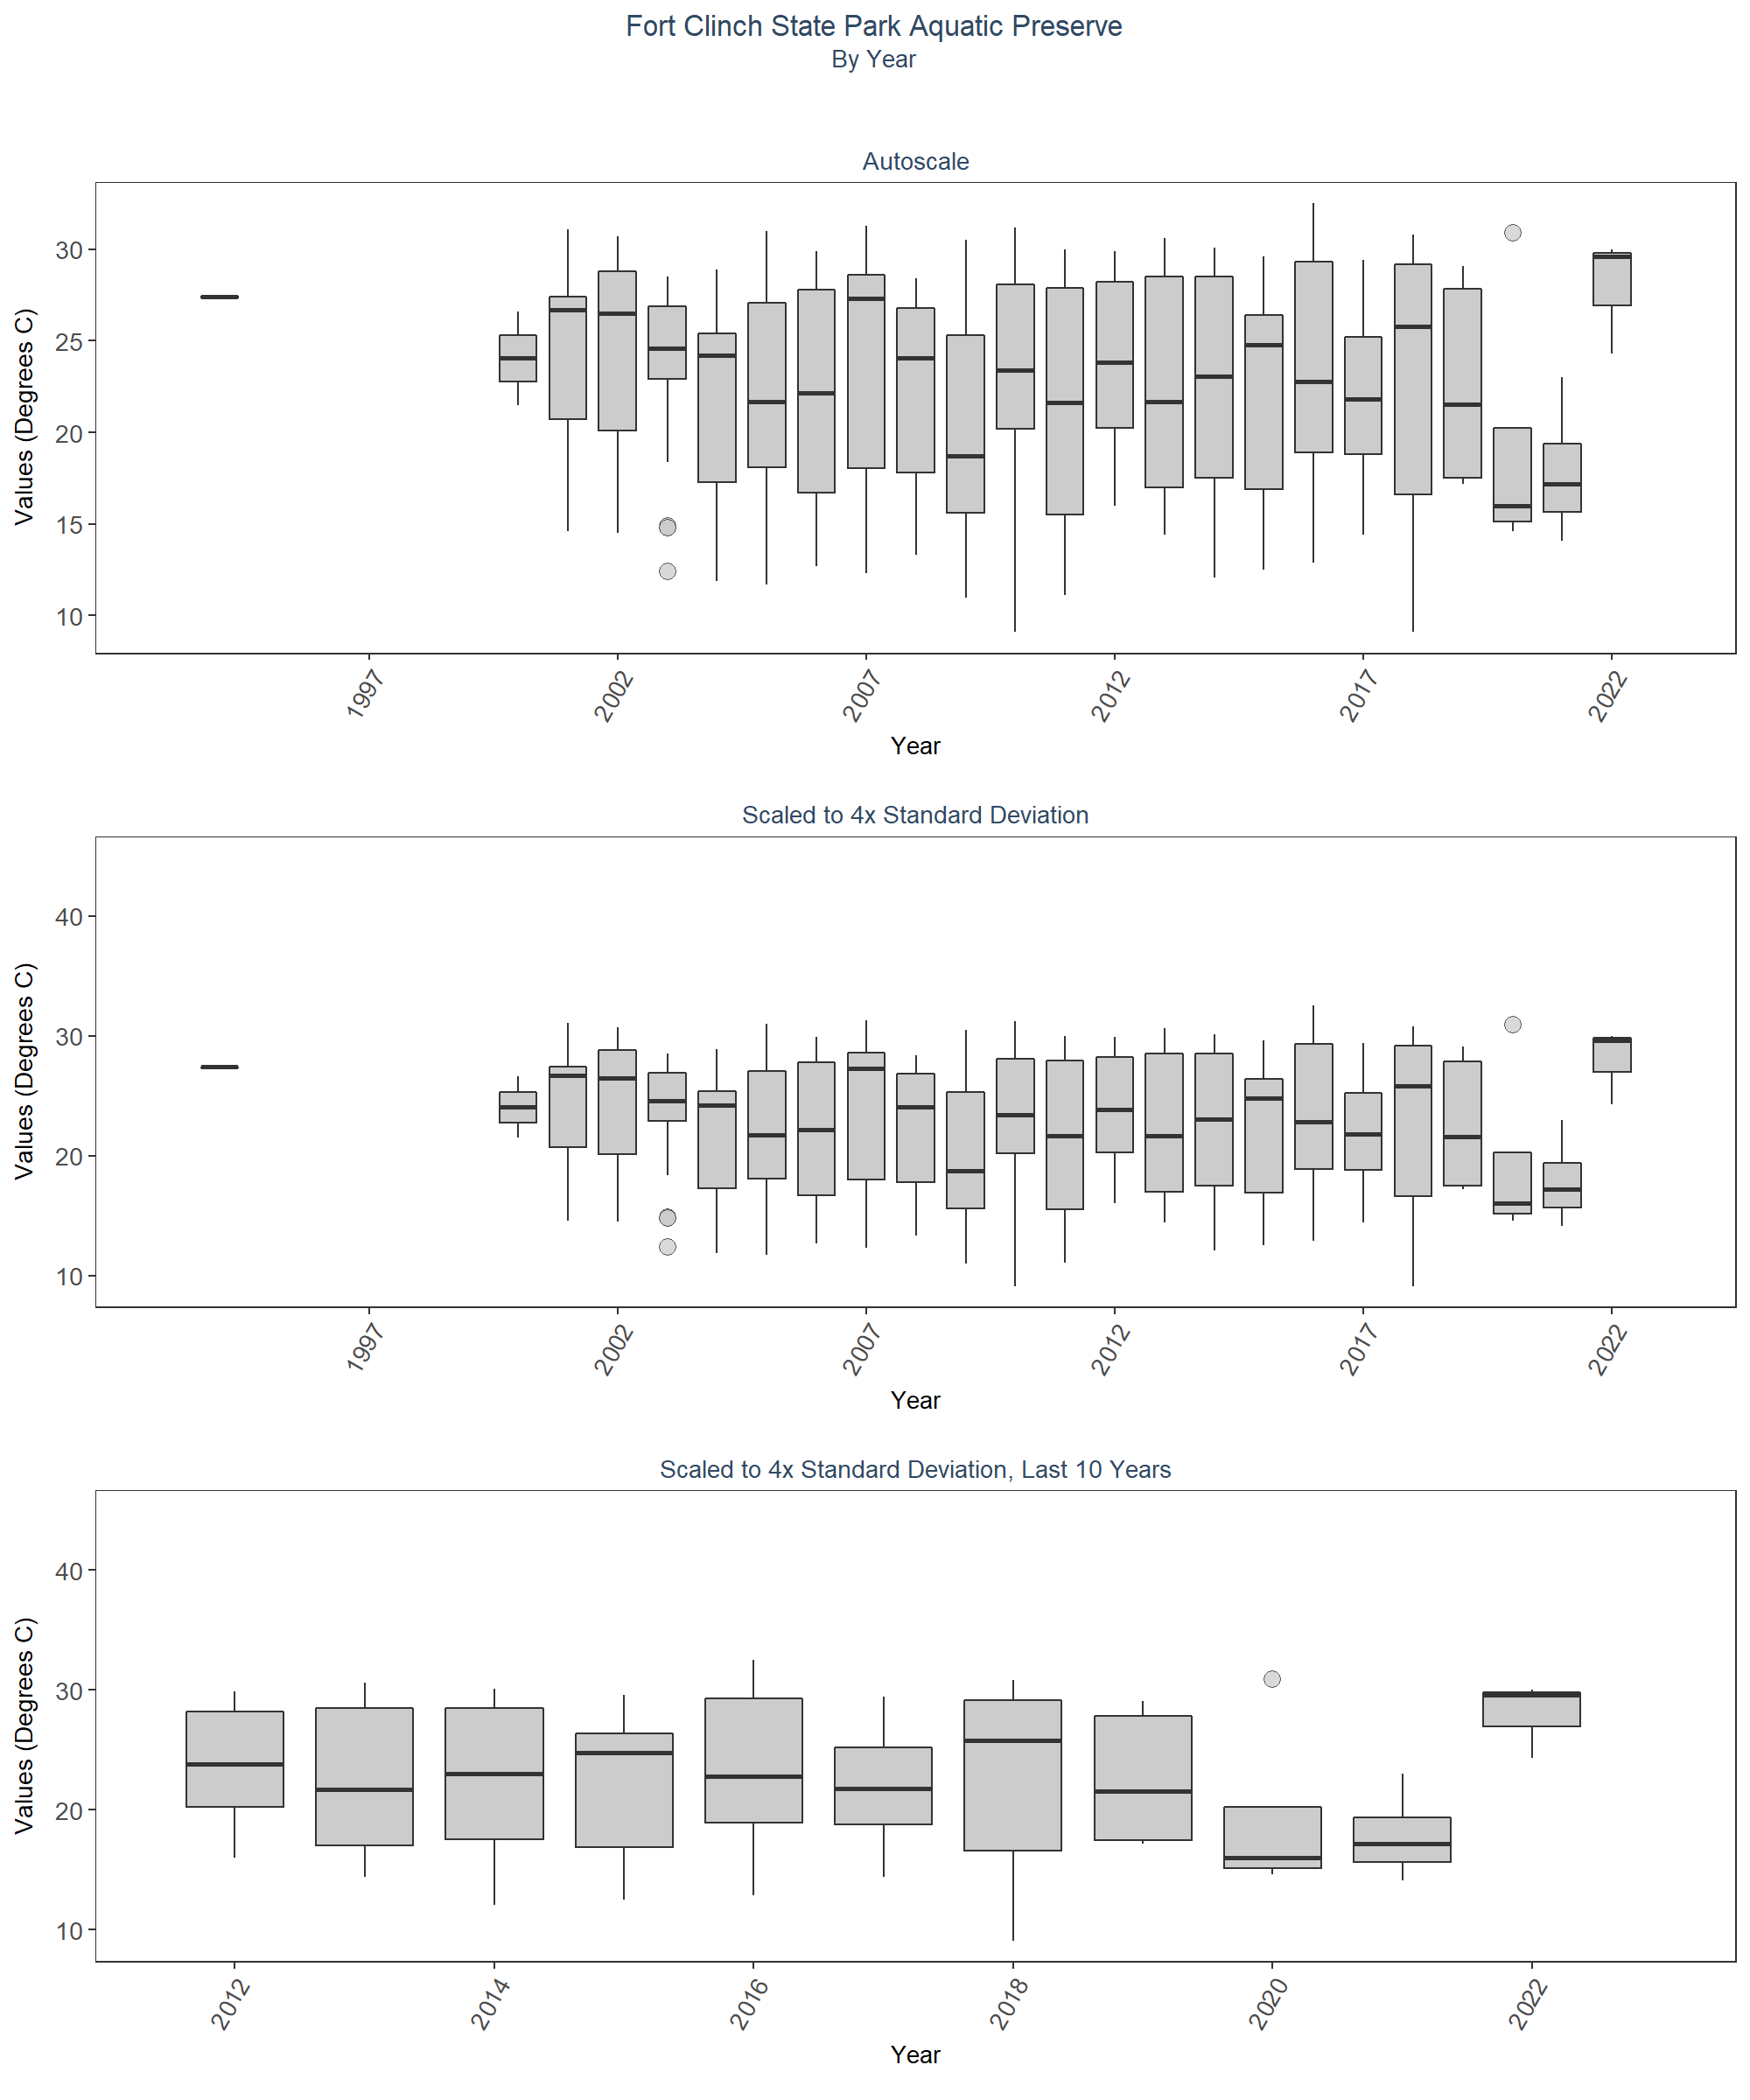 Fort Clinch State Park Aquatic Preserve
By Year
Autoscale
Values (Degrees C)
30
25
20
15
10
1997
2002
2007
2012
2017
2022
Year
Scaled to 4x Standard Deviation
Values (Degrees C)
40
30
20
10
1997
2002
2007
2012
2017
2022
Year
Scaled to 4x Standard Deviation, Last 10 Years
Values (Degrees C)
40
30
20
10
2012
2014
2016
2018
2020
2022
Year